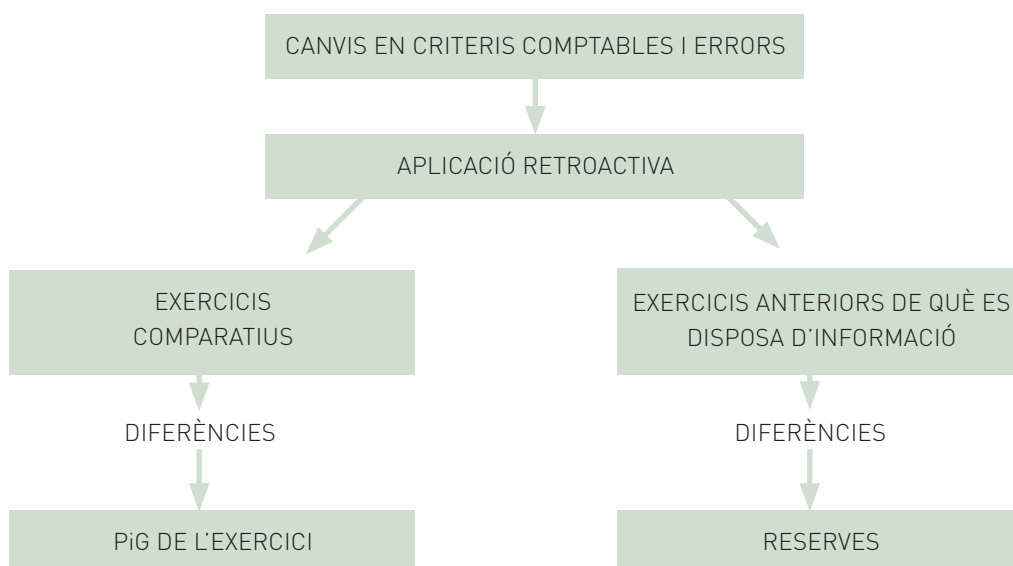 CANVIS EN CRITERIS COMPTABLES I ERRORS
APLICACIÓ RETROACTIVA
EXERCICIS
COMPARATIUS
DIFERÈNCIES
PiG DE L'EXERCICI
EXERCICIS ANTERIORS DE QUÈ ES
DISPOSA D'INFORMACIÓ
DIFERÈNCIES
RESERVES